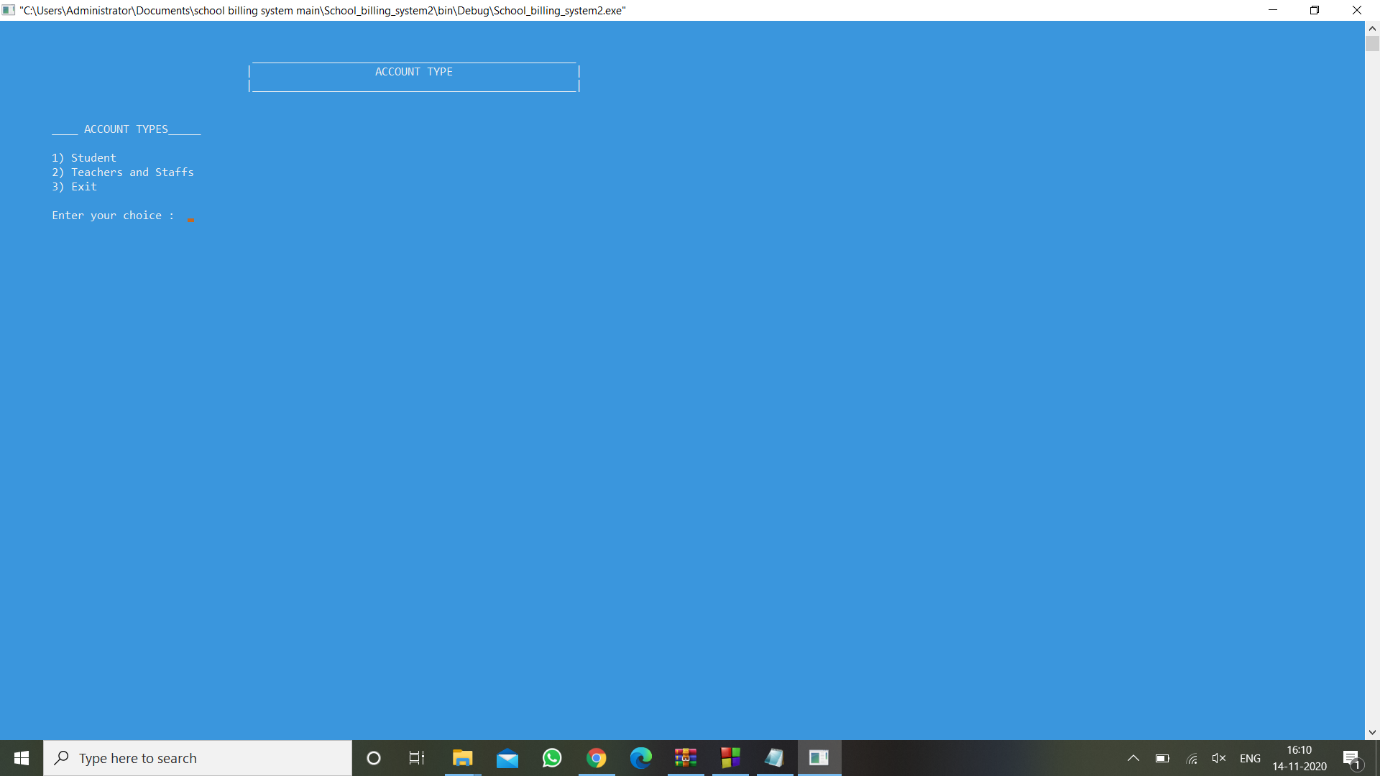 "C:\Users\Administrator\Documents\school billing system main\School_billing_system2\bin\Debug\School_billing_system2.exe"
ACCOUNT TYPE
____ ACCOUNT TYPES_____
1) Student
2) Teachers and Staffs
3) Exit
Enter your choice :
Type here to search
ENG
16:10
14-11-2020
1